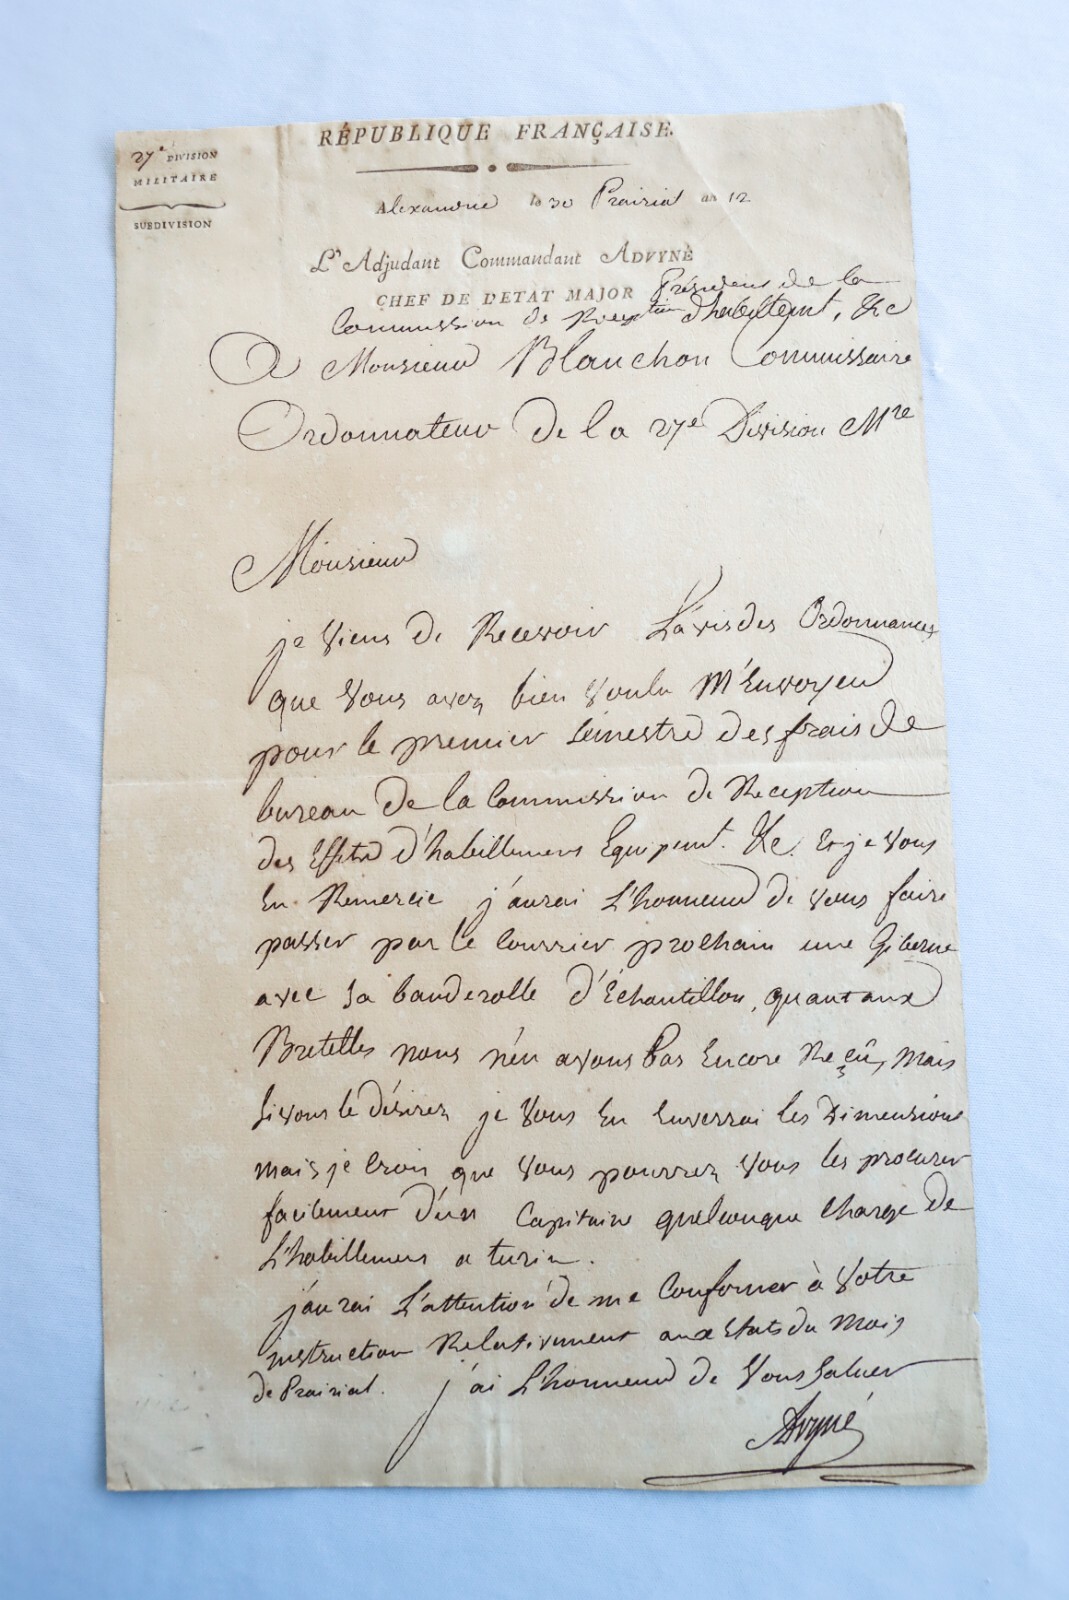 RÉPUBLIQUE FRANÇAISE.
27e DIVISION
MILITAIRE
SUBDIVISION
Alexandrie le 30 Prairial an 12
L'Adjudant Commandant ADVYNÈ
CHEF DE L'ETAT MAJOR Président de la
Commission de Réception d'habillemt, &c
A Monsieur Blanchon Commissaire
Ordonnateur de la 27e Division Mre
Monsieur
je viens de Recevoir L'avis des Ordonnances
que vous avez bien voulu M'Envoyer
pour le premier semestre des frais de
bureau de la Commission de Reception
des Effets d'habillement Equipemt. &c. Et je vous
En Remercie j'aurai L'honneur de vous faire
passer par le Courrier prochain une Giberne
avec sa banderolle d'Échantillon, quant aux
Bretelles nous n'en avons pas Encore Reçû, mais
si vous le désirez je vous En Enverrai les Dimensions
mais je Crois que vous pourrez vous les procurer
facilement d'un Capitaine quelconque Chargé de
L'habillement a turin.
j'aurai L'attention de me Conformer à votre
instruction Relativement aux Etats du Mois
de Prairial. j'ai L'honneur de vous saluer
Advyné